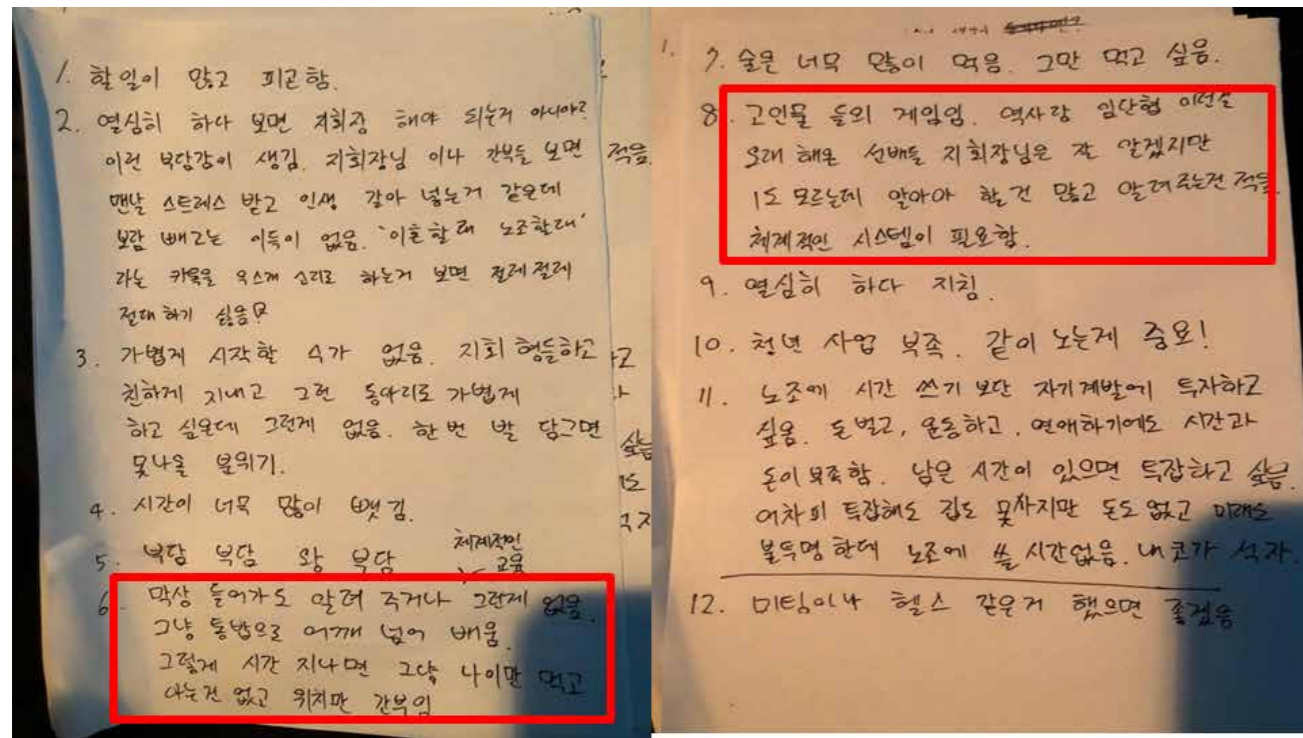 1. 할일이 많고 피곤함.
2. 열심히 하다 보면 지회장 해야 되는거 아니야?
이런 부담감이 생김. 지회장님 이나 간부들 보면
맨날 스트레스 받고 인생 갈아 넣는거 같은데
보람 빼고는 이득이 없음. '이혼할래 노조할래'
라는 우스개 소리로 하는거 보면 절레절레
절대 하기 싫음
3. 가볍게 시작할 수가 없음. 지회 형들하고
친하게 지내고 그런 동아리로 가볍게
하고 싶은데 그런게 없음. 한번 발 담그면
못나올 분위기.
4. 시간이 너무 많이 뺏김.
5. 부담 부담 왕 부담
체계적인
교육
6. 막상 들어가도 알려 주거나 그런게 없음.
그냥 통밥으로 어깨 넘어 배움.
그렇게 시간 지나면 그냥 나이만 먹고
아는건 없고 위치만 간부임
적음.
싫음
7. 술은 너무 많이 먹음. 그만 먹고 싶음.
8. 고인물 들의 게임임. 역사랑 임단협 이런실
오래 해온 선배들 지회장님은 잘 알겠지만
1도 모르는데 알아야 할건 많고 알려주는건 적음.
체계적인 시스템이 필요함.
9. 열심히 하다 지침.
10. 청년 사업 부족. 같이 노는게 중요!
11. 노조에 시간 쓰기 보단 자기계발에 투자하고
싶음. 돈벌고, 운동하고, 연애하기에도 시간과
돈이 부족함. 남은 시간이 있으면 투잡하고 싶음.
어차피 투잡해도 집도 못사지만 돈도 없고 미래도
불투명 한데 노조에 쓸 시간없음. 내 코가 석자.
12. 미팅이나 헬스 같은거 했으면 좋겠음